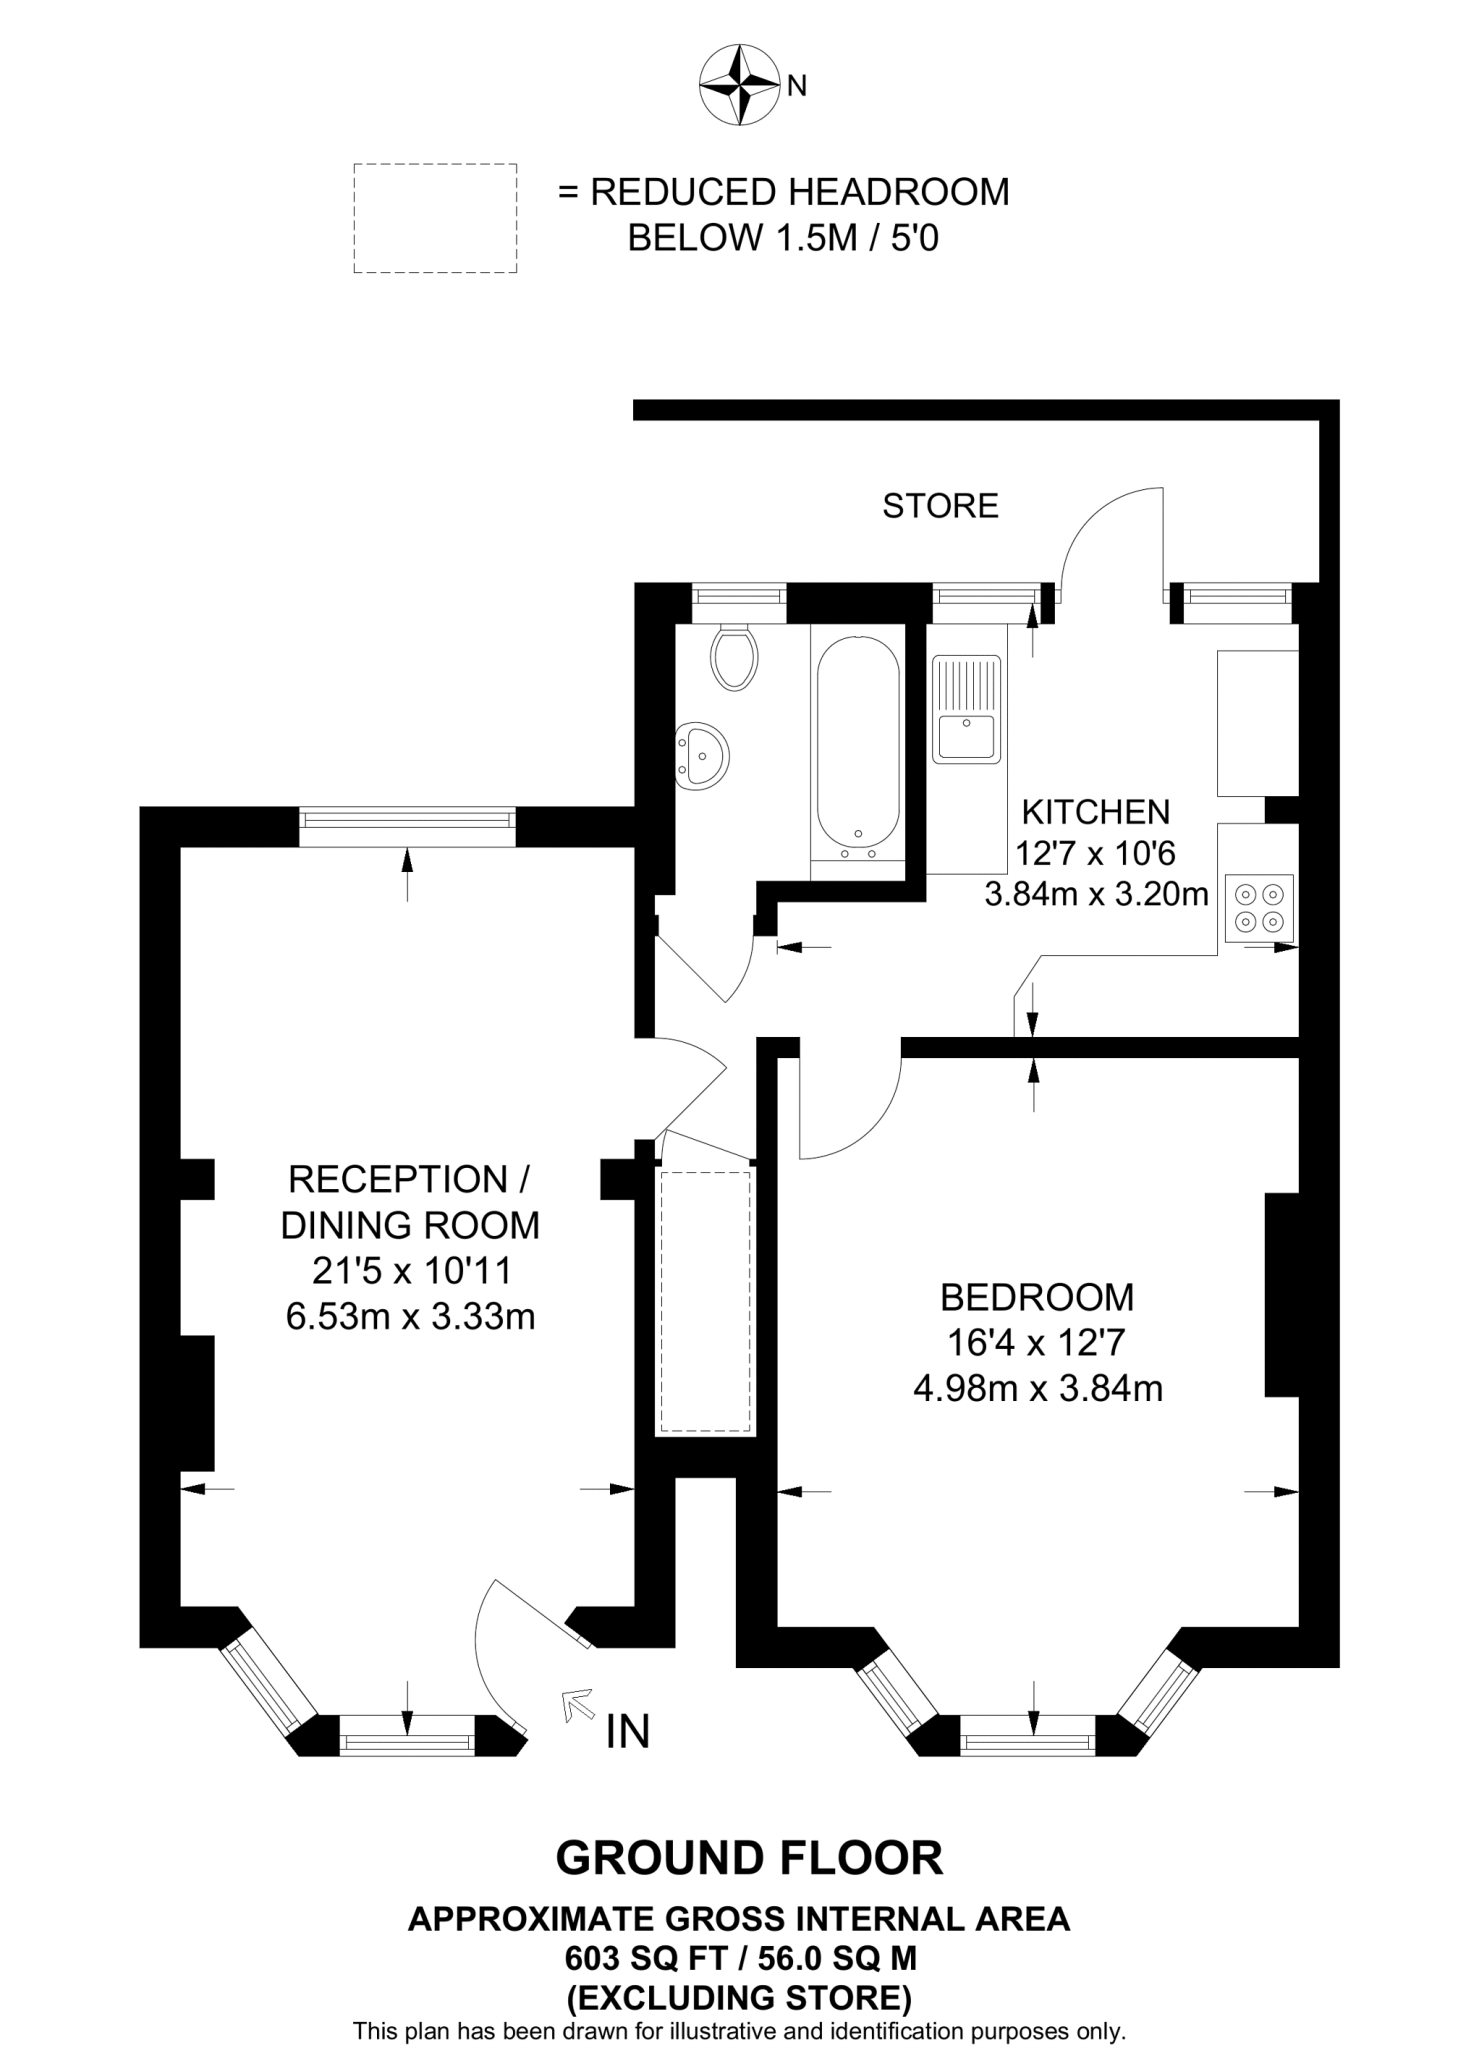 N
= REDUCED HEADROOM
BELOW 1.5M / 5'0
STORE
KITCHEN
12'7 x 10'6
3.84m x 3.20m
RECEPTION /
DINING ROOM
21'5 x 10'11
6.53m x 3.33m
BEDROOM
16'4 x 12'7
4.98m x 3.84m
IN
GROUND FLOOR
APPROXIMATE GROSS INTERNAL AREA
603 SQ FT / 56.0 SQ M
(EXCLUDING STORE)
This plan has been drawn for illustrative and identification purposes only.